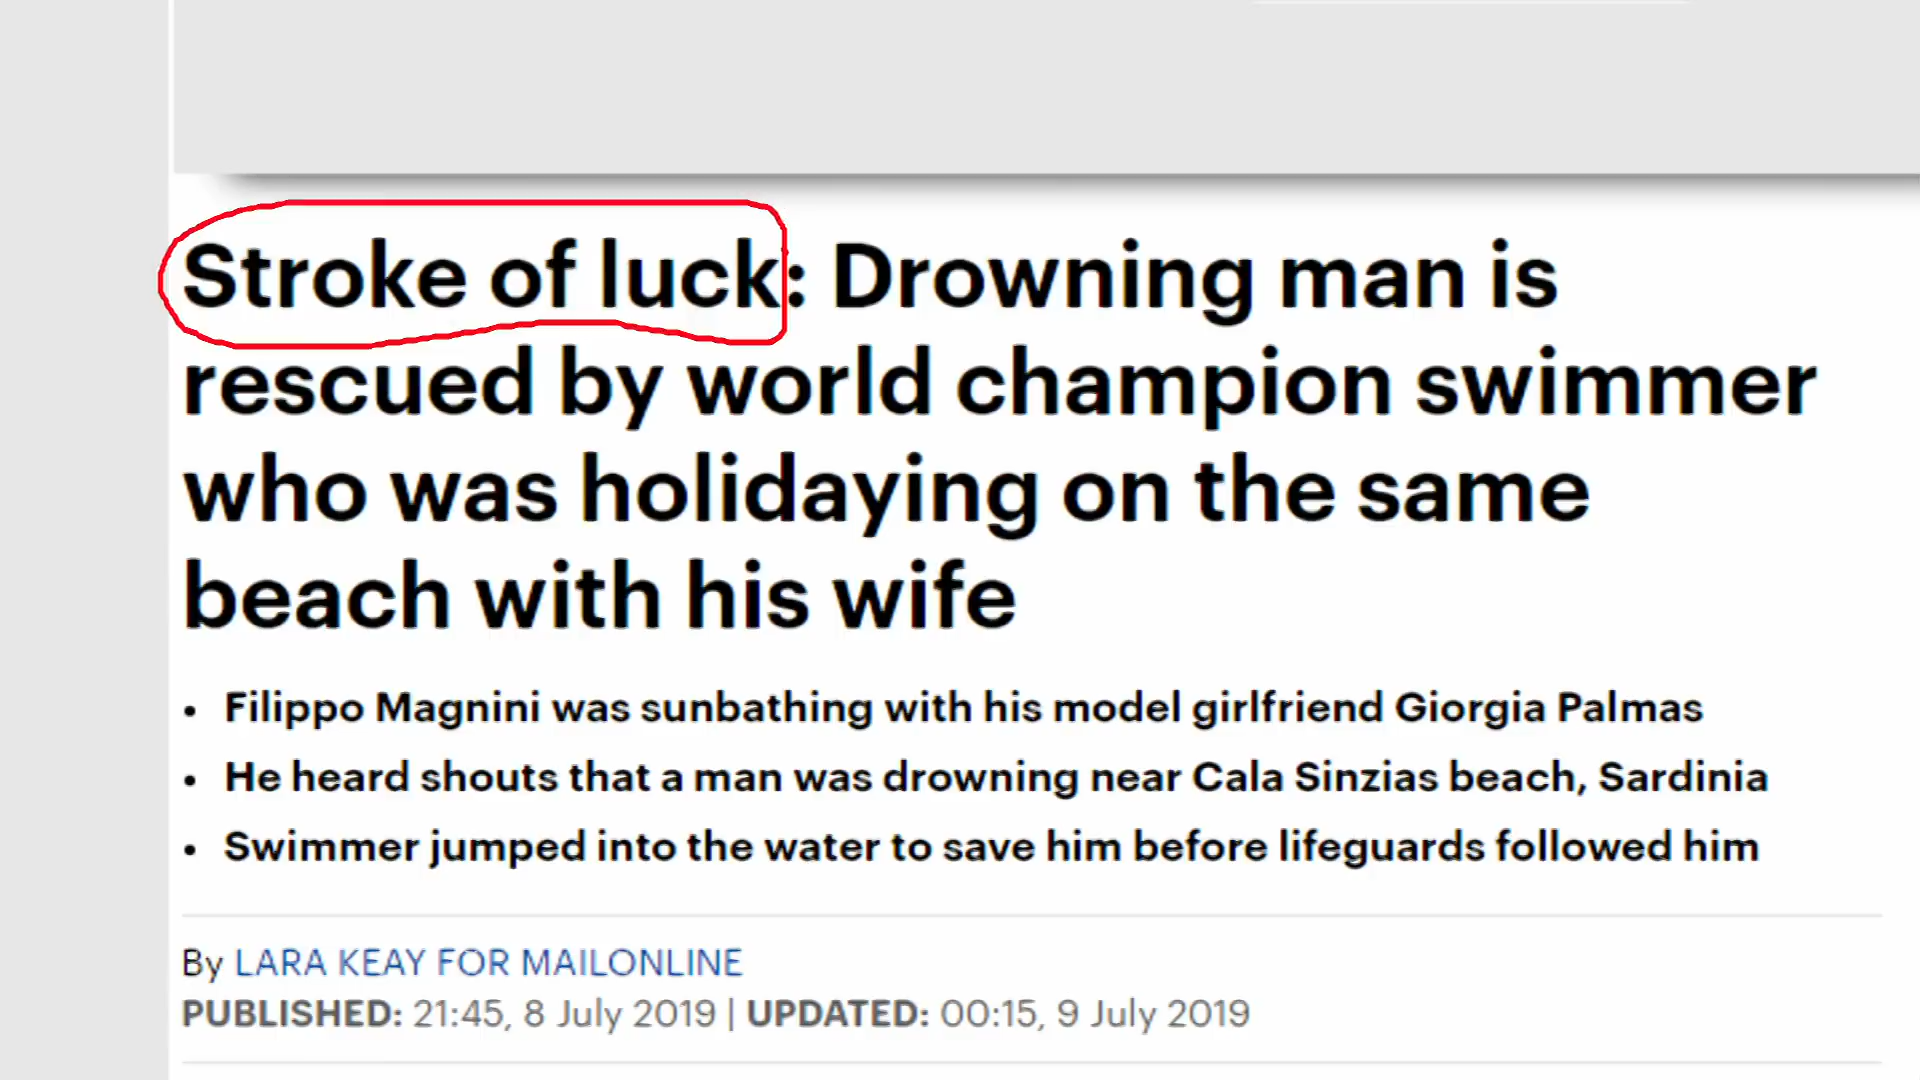 Stroke of luck: Drowning man is
rescued by world champion swimmer
who was holidaying on the same
beach with his wife
• Filippo Magnini was sunbathing with his model girlfriend Giorgia Palmas
• He heard shouts that a man was drowning near Cala Sinzias beach, Sardinia
• Swimmer jumped into the water to save him before lifeguards followed him
By LARA KEAY FOR MAILONLINE
PUBLISHED: 21:45, 8 July 2019 | UPDATED: 00:15, 9 July 2019